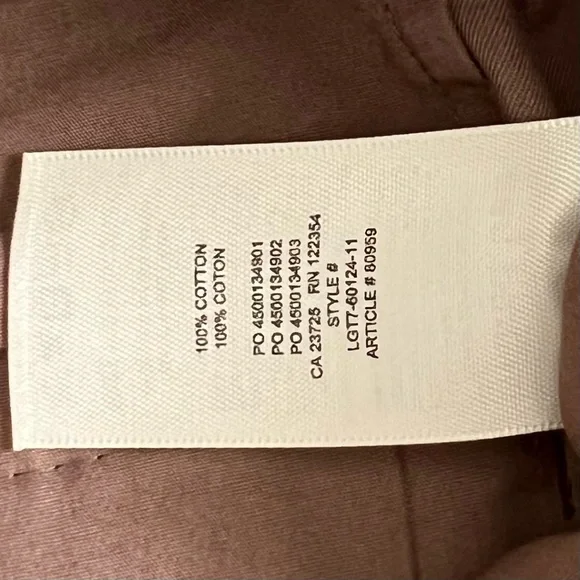 100% COTTON
100% COTON
PO 4500134901
PO 4500134902
PO 4500134903
CA 23725 RN 122354
STYLE #
LGT7-60124-11
ARTICLE # 80959